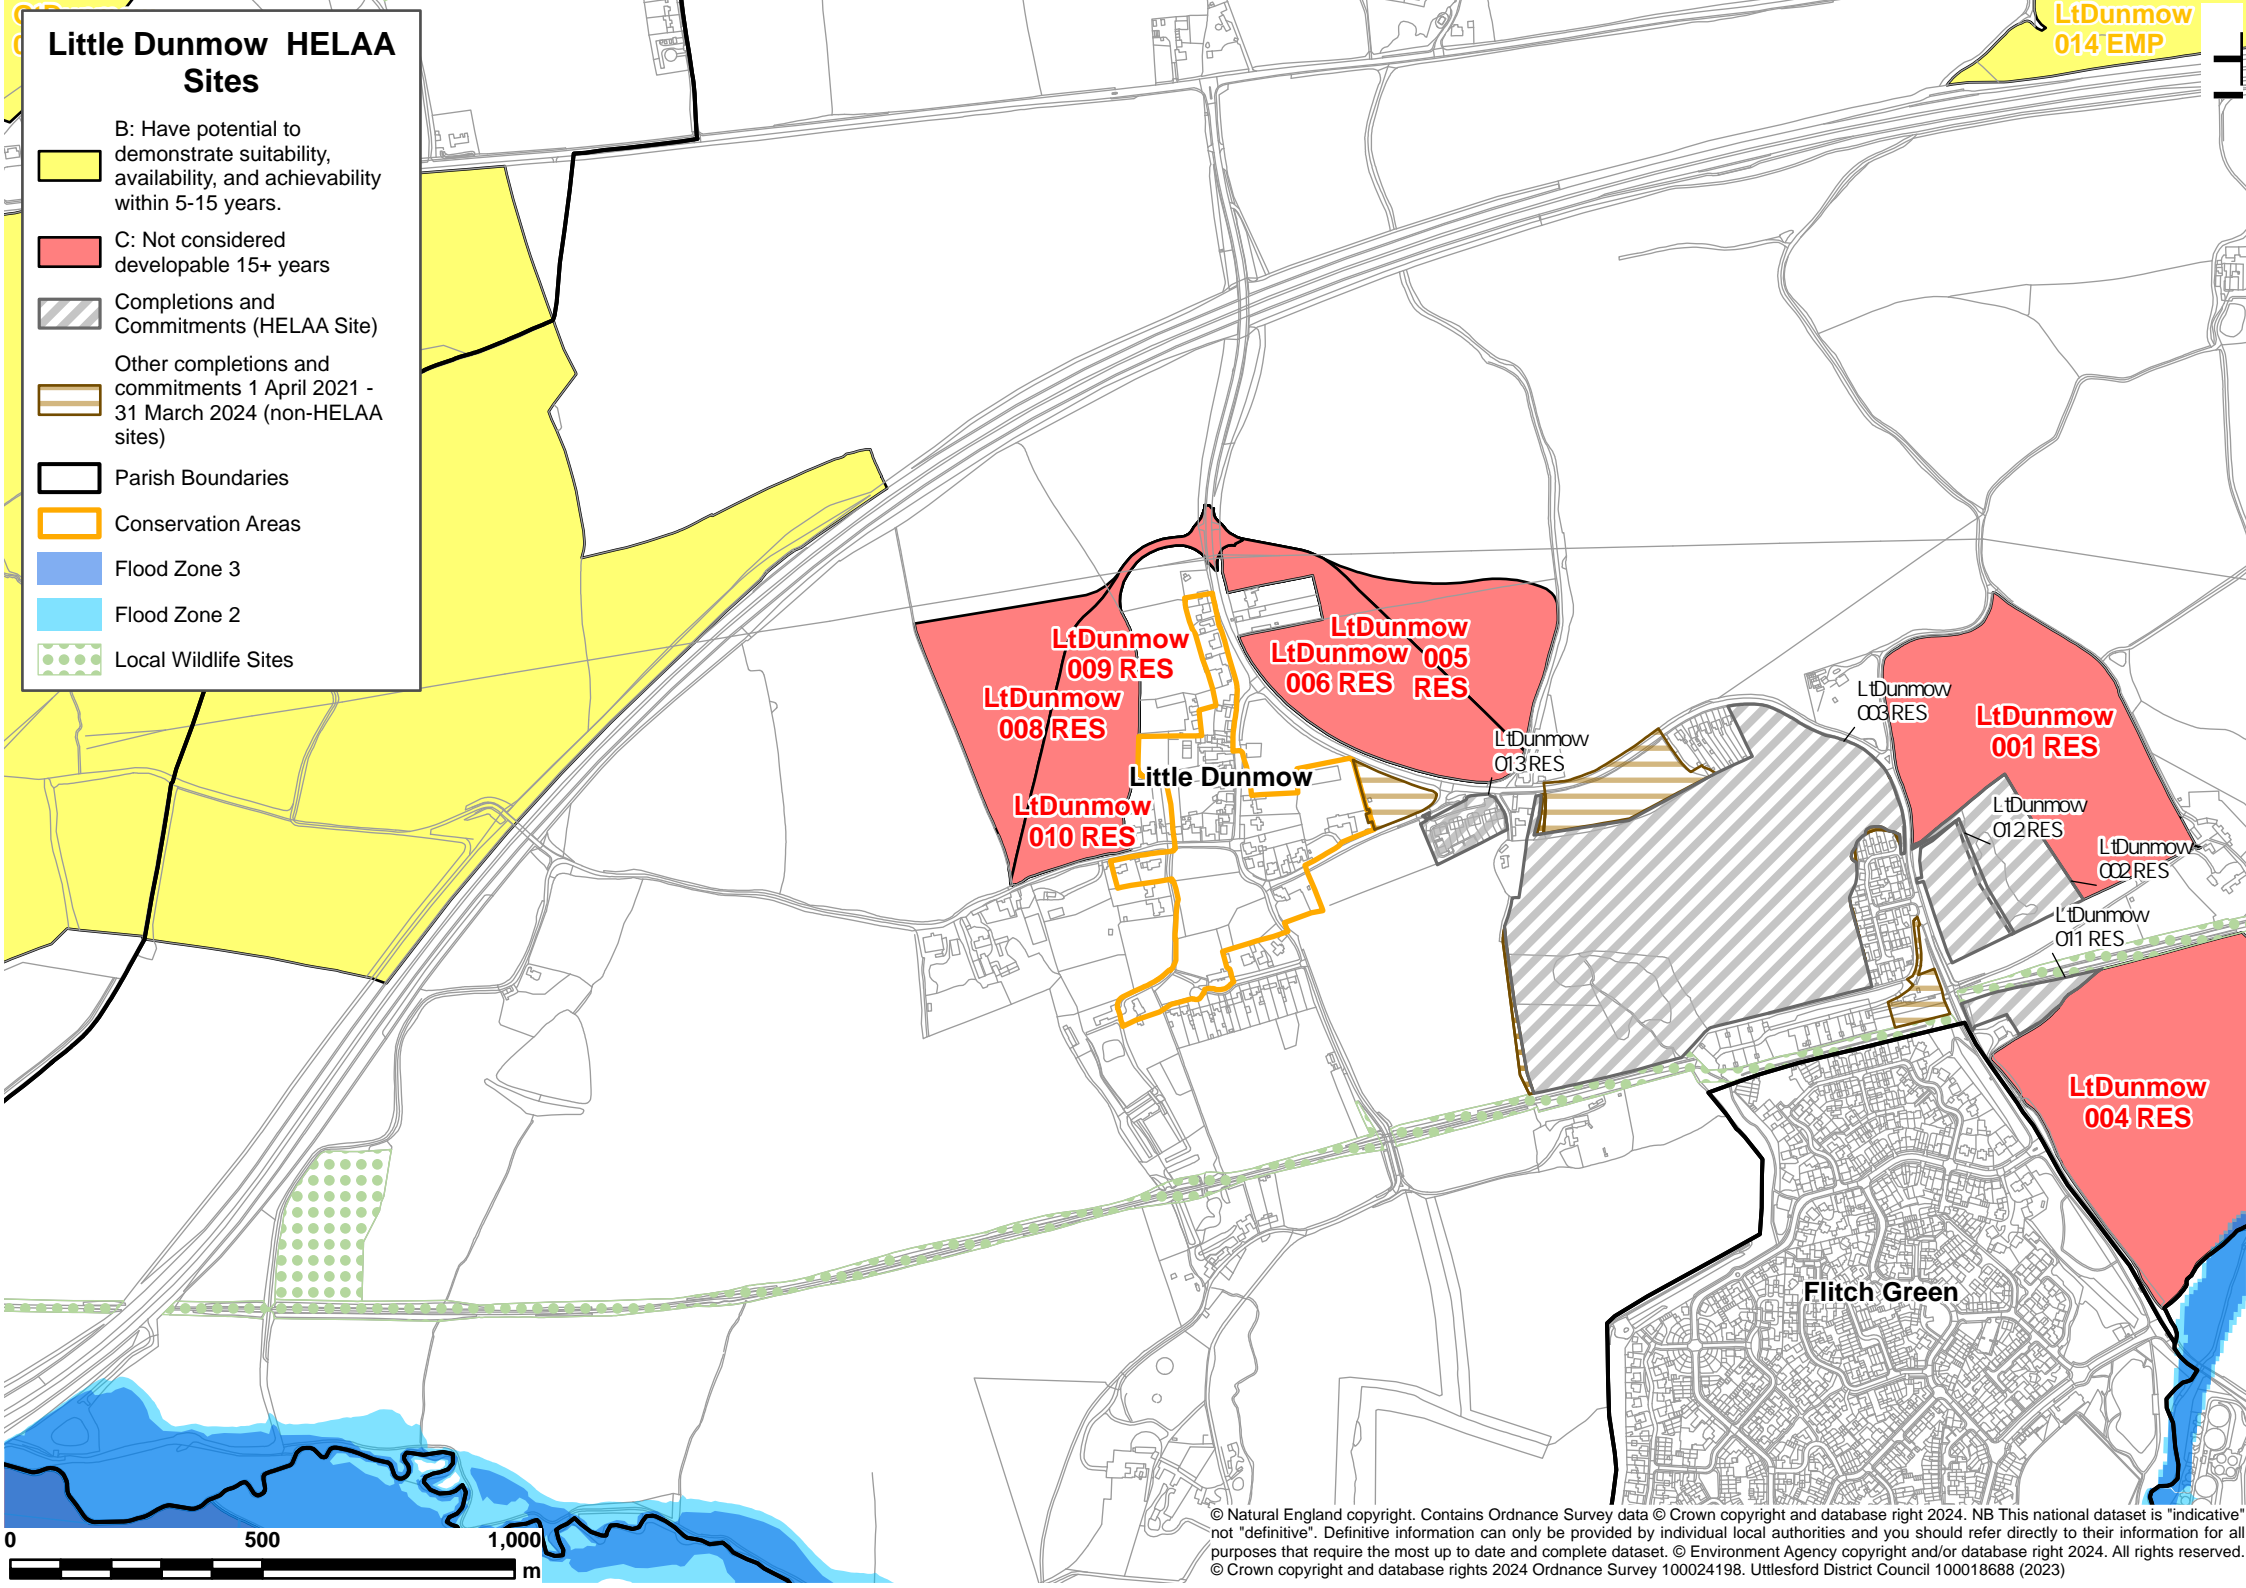 Little Dunmow  HELAA
Sites
B: Have potential to
demonstrate suitability,
availability, and achievability
within 5-15 years.
C: Not considered
developable 15+ years
Completions and
Commitments (HELAA Site)
Other completions and
commitments 1 April 2021 -
31 March 2024 (non-HELAA
sites)
Parish Boundaries
Conservation Areas
Flood Zone 3
Flood Zone 2
Local Wildlife Sites
LtDunmow
014 EMP
LtDunmow
009 RES
LtDunmow
008 RES
LtDunmow
010 RES
LtDunmow
005
RES
LtDunmow
006 RES
Little Dunmow
LtDunmow
013 RES
LtDunmow
003 RES
LtDunmow
001 RES
LtDunmow
012 RES
LtDunmow
002 RES
LtDunmow
011 RES
LtDunmow
004 RES
Flitch Green
0 500 1,000
m
© Natural England copyright. Contains Ordnance Survey data © Crown copyright and database right 2024. NB This national dataset is "indicative"
not "definitive". Definitive information can only be provided by individual local authorities and you should refer directly to their information for all
purposes that require the most up to date and complete dataset. © Environment Agency copyright and/or database right 2024. All rights reserved.
© Crown copyright and database rights 2024 Ordnance Survey 100024198. Uttlesford District Council 100018688 (2023)